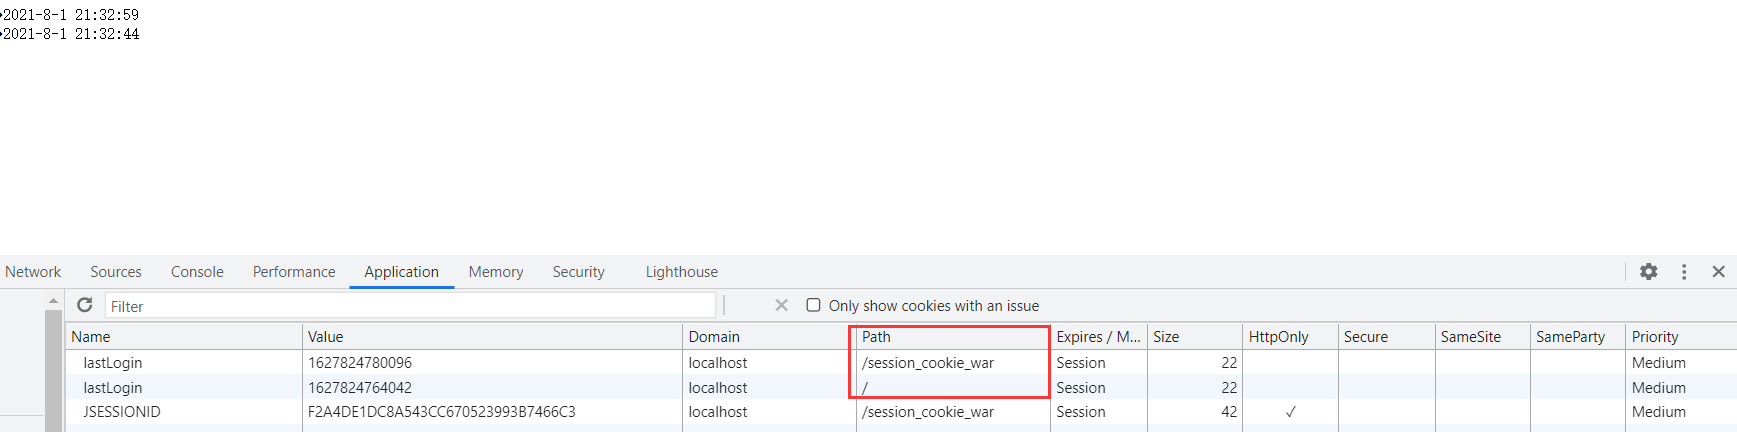 2021-8-1 21:32:59
2021-8-1 21:32:44
Network Sources Console Performance Application Memory Security Lighthouse
Filter Only show cookies with an issue
Name Value Domain Path Expires / M... Size HttpOnly Secure SameSite SameParty Priority
lastLogin 1627824780096 localhost /session_cookie_war Session 22 Medium
lastLogin 1627824764042 localhost / Session 22 Medium
JSESSIONID F2A4DE1DC8A543CC670523993B7466C3 localhost /session_cookie_war Session 42 ✓ Medium